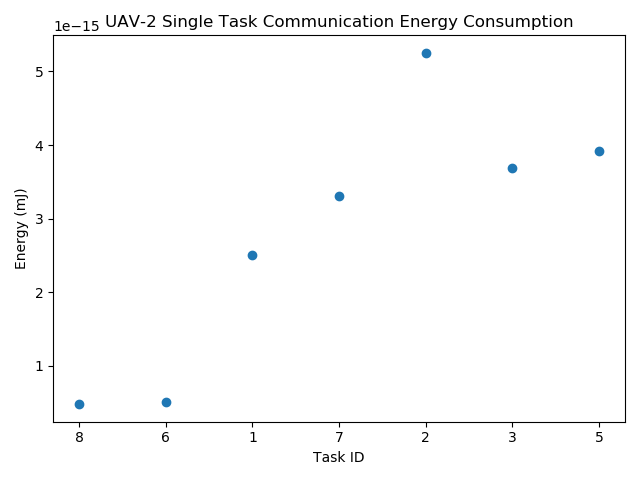 UAV-2 Single Task Communication Energy Consumption
1e−15
5
4
3
2
1
Energy (mJ)
8 6 1 7 2 3 5
Task ID